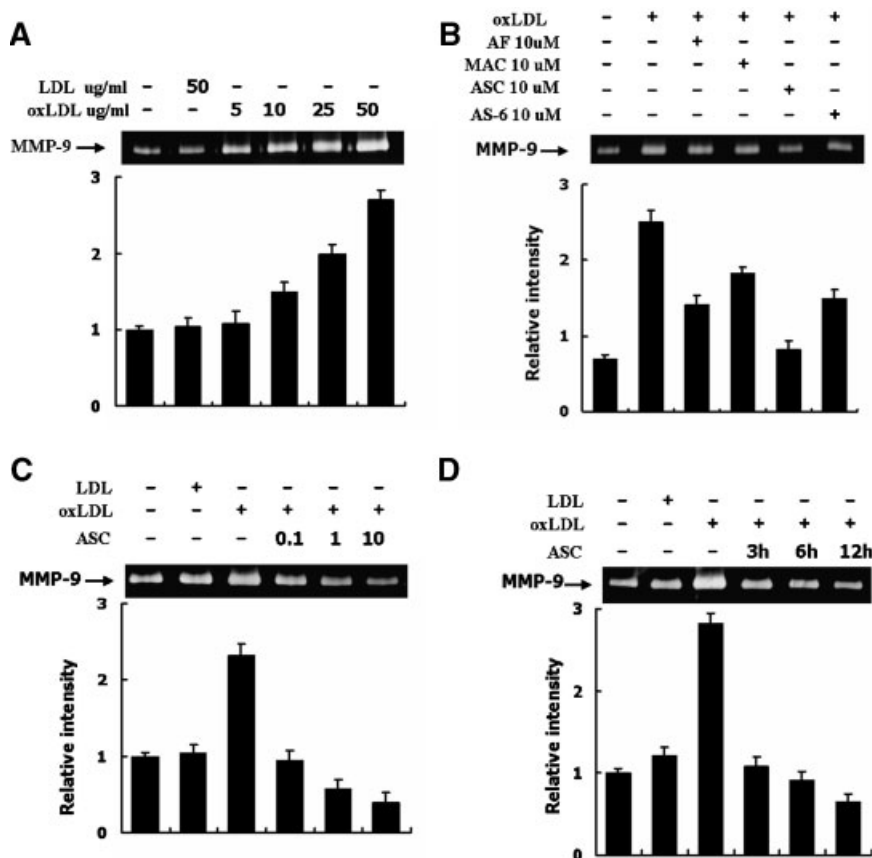 A
LDL ug/ml - 50 - - - -
oxLDL ug/ml - - 5 10 25 50
MMP-9
3
2
1
0
B
oxLDL - + + + + +
AF 10uM - - + - - -
MAC 10 uM - - - + - -
ASC 10 uM - - - - + -
AS-6 10 uM - - - - - +
MMP-9
Relative intensity
3
2
1
0
C
LDL - + - - - -
oxLDL - - + + + +
ASC - - - 0.1 1 10
MMP-9
Relative intensity
3
2
1
0
D
LDL - + - - - -
oxLDL - - + + + +
ASC - - - 3h 6h 12h
MMP-9
Relative intensity
3
2
1
0